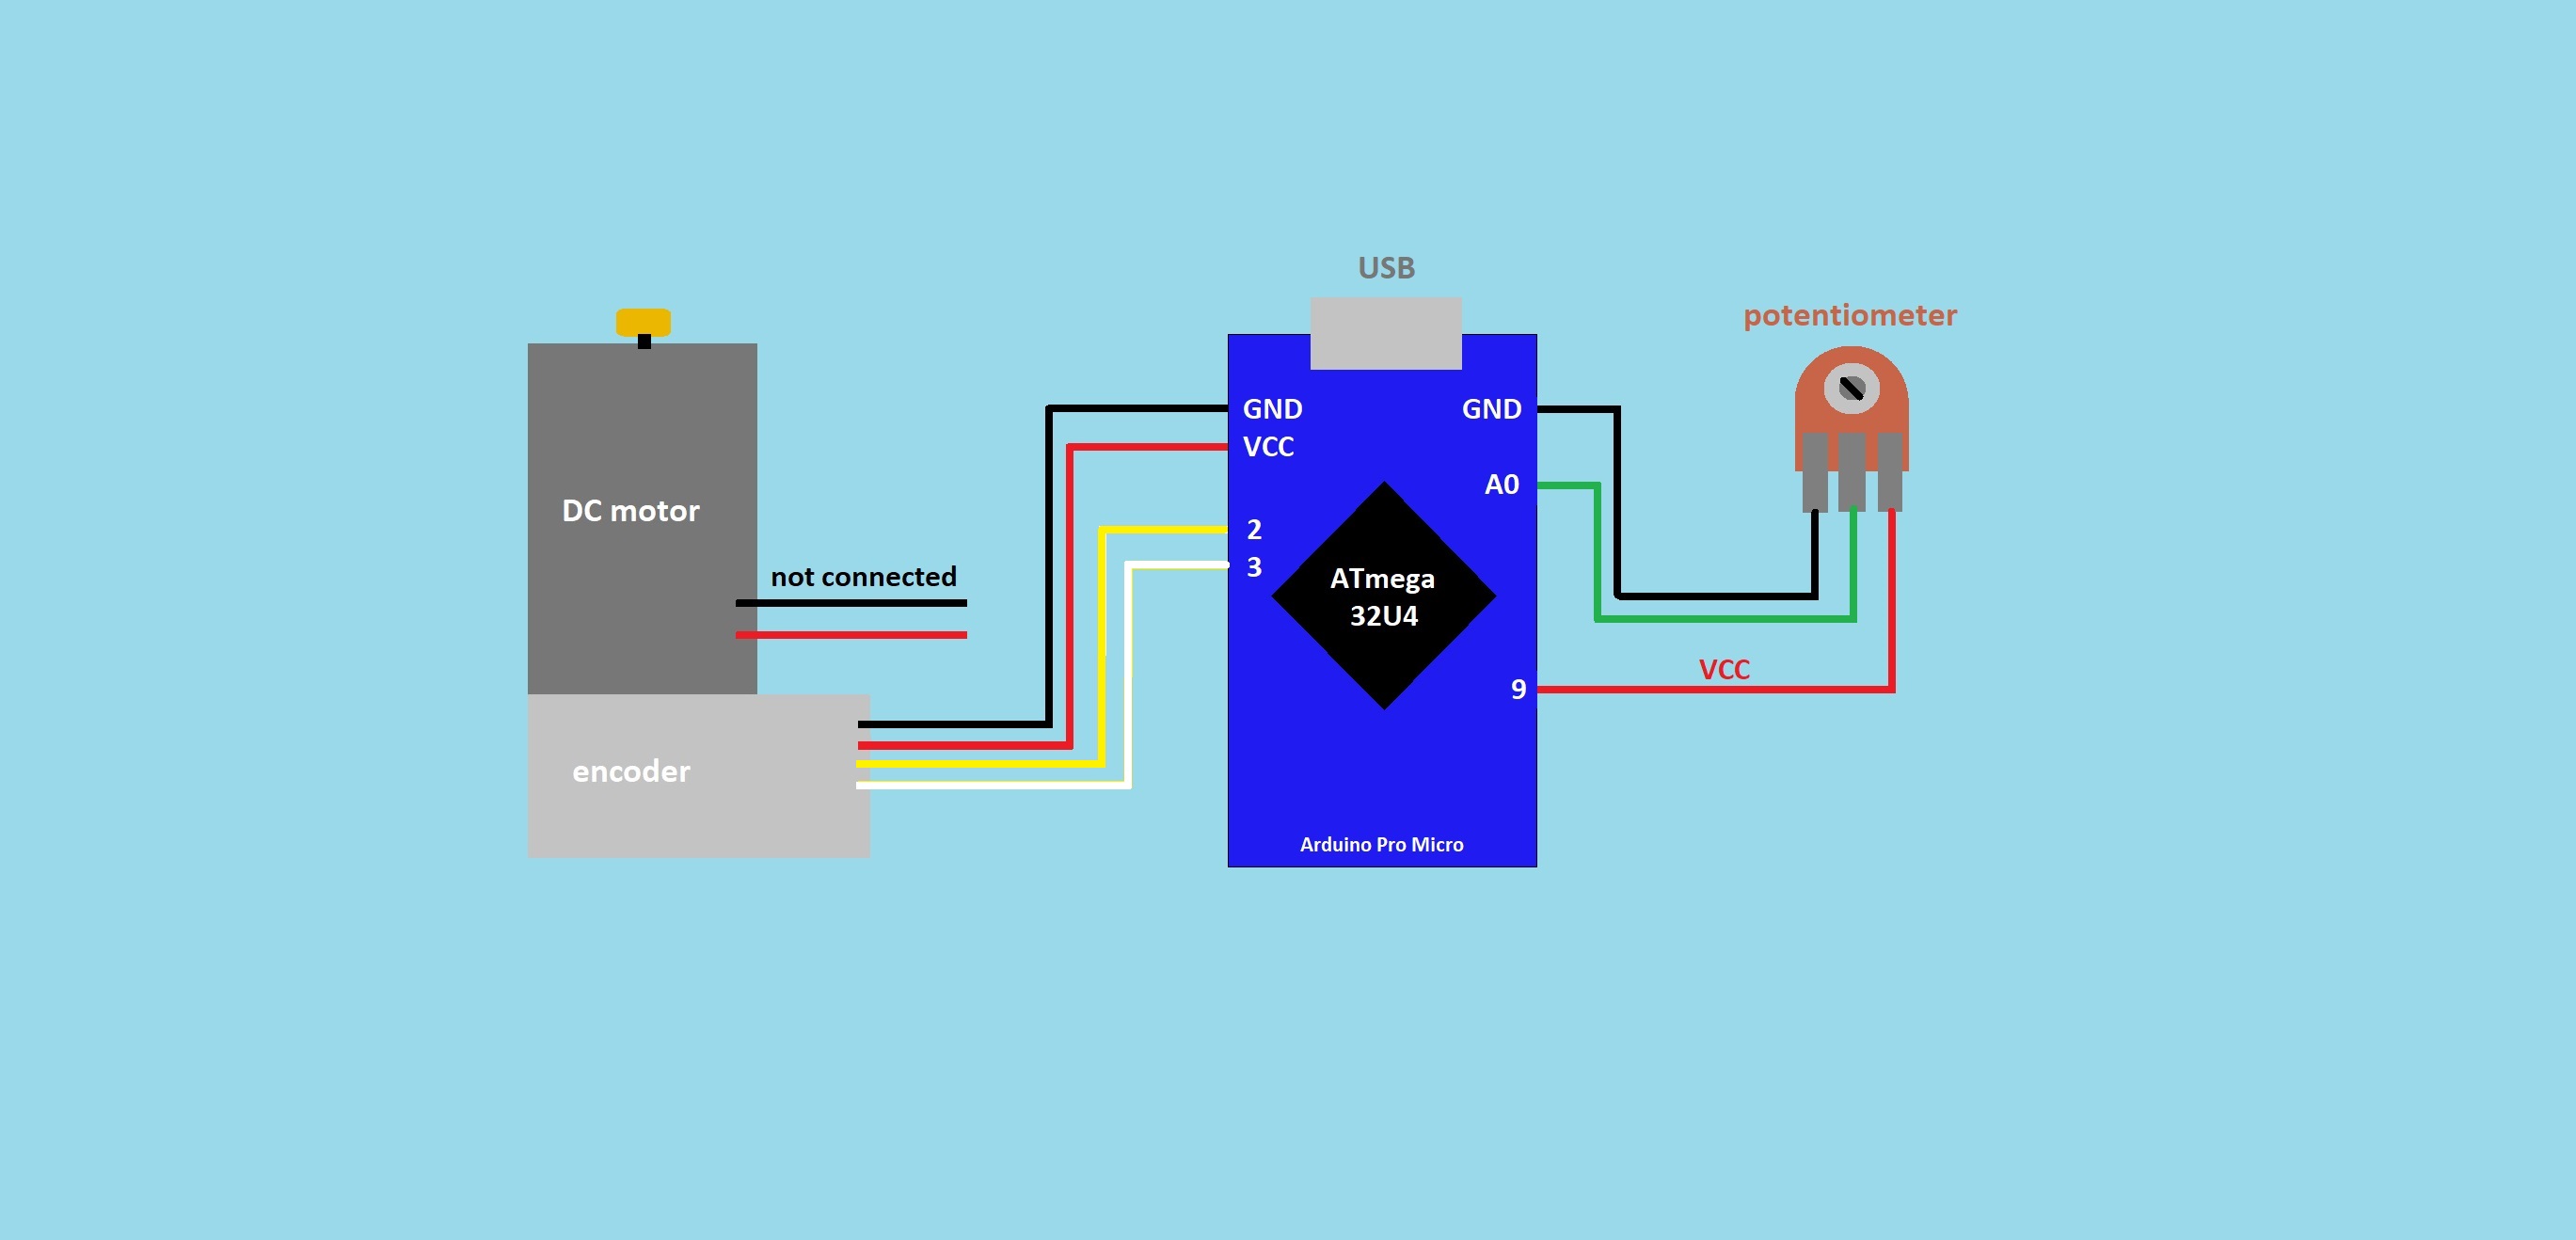 USB
potentiometer
GND
GND
VCC
A0
DC motor
2
3
not connected
ATmega
32U4
VCC
9
encoder
Arduino Pro Micro